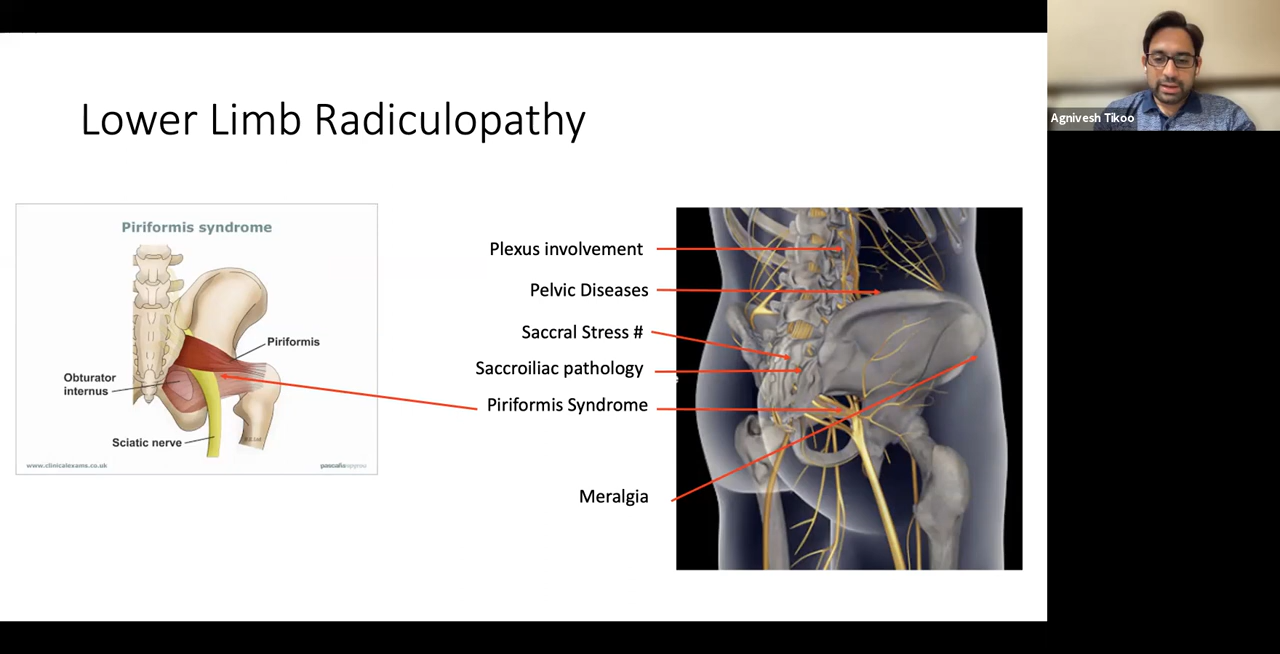 Lower Limb Radiculopathy
Agnivesh Tikoo
Piriformis syndrome
Piriformis
Obturator
internus
Sciatic nerve
www.clinicalexams.co.uk
Plexus involvement
Pelvic Diseases
Saccral Stress #
Saccroiliac pathology
Piriformis Syndrome
Meralgia